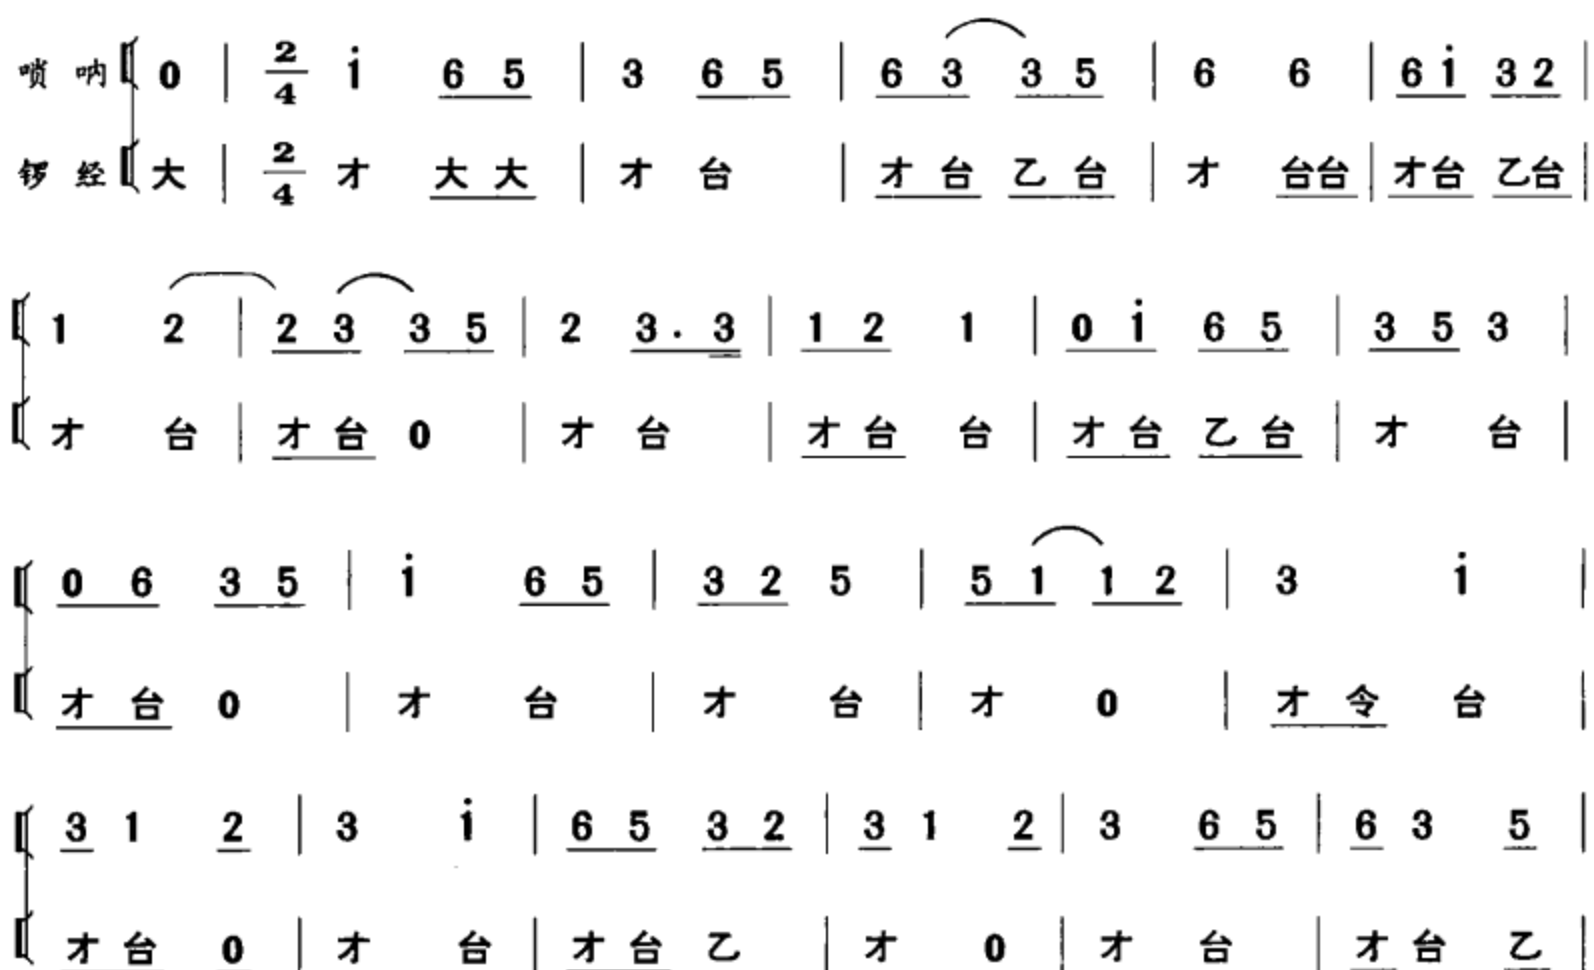 唢 呐 0 | 2/4 i̇ 6 5 | 3 6 5 | 6 3 3 5 | 6 6 | 6 i̇ 3 2 |
锣 经 大 | 2/4 才 大 大 | 才 台 | 才 台 乙 台 | 才 台台 | 才台 乙台 |
1 2 | 2 3 3 5 | 2 3 . 3 | 1 2 1 | 0 i̇ 6 5 | 3 5 3 |
才 台 | 才 台 0 | 才 台 | 才 台 台 | 才 台 乙 台 | 才 台 |
0 6 3 5 | i̇ 6 5 | 3 2 5 | 5 1 1 2 | 3 i̇ |
才 台 0 | 才 台 | 才 台 | 才 0 | 才 令 台 |
3 1 2 | 3 i̇ | 6 5 3 2 | 3 1 2 | 3 6 5 | 6 3 5 |
才 台 0 | 才 台 | 才 台 乙 | 才 0 | 才 台 | 才 台 乙 |